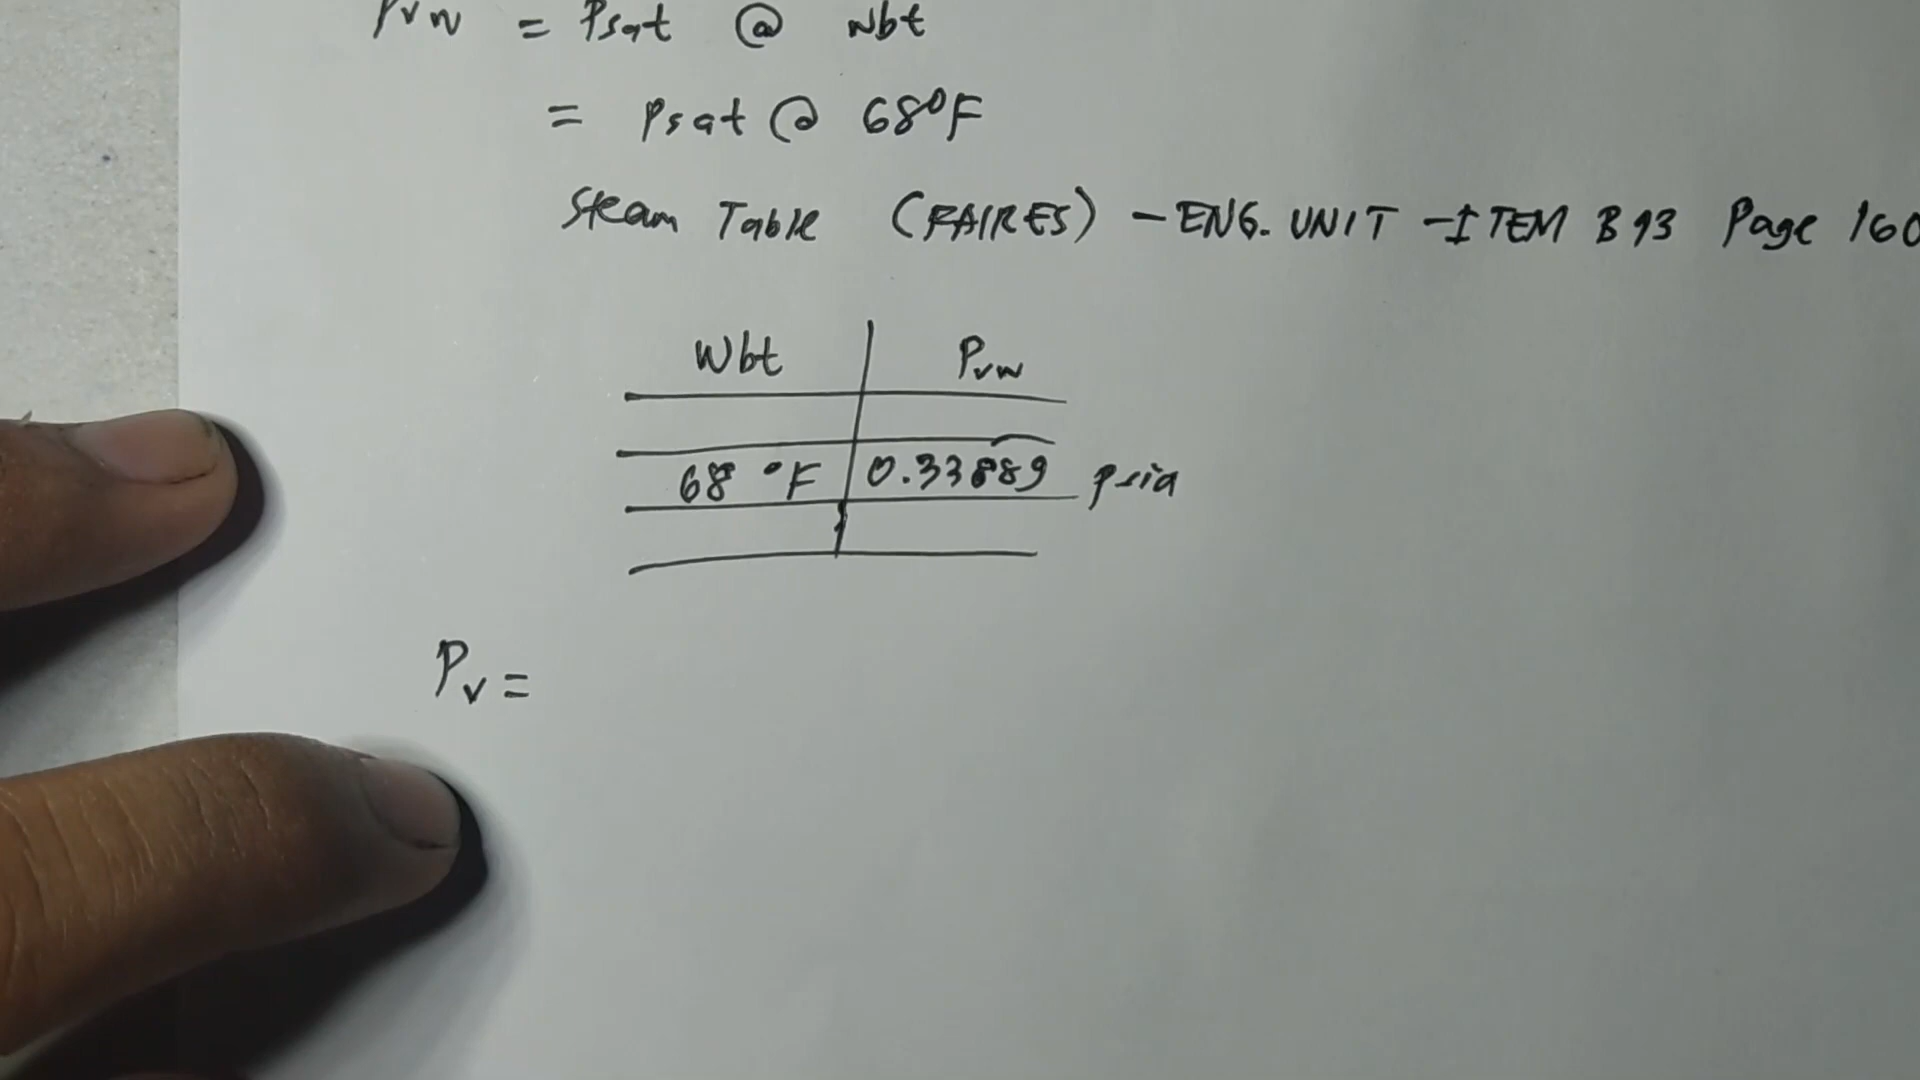 Pvw = Psat @ wbt
= Psat @ 68°F
Steam Table (FAIRES) - ENG. UNIT - ITEM B 13 Page 160
Wbt Pvw
68 °F 0.33889 psia
Pv =